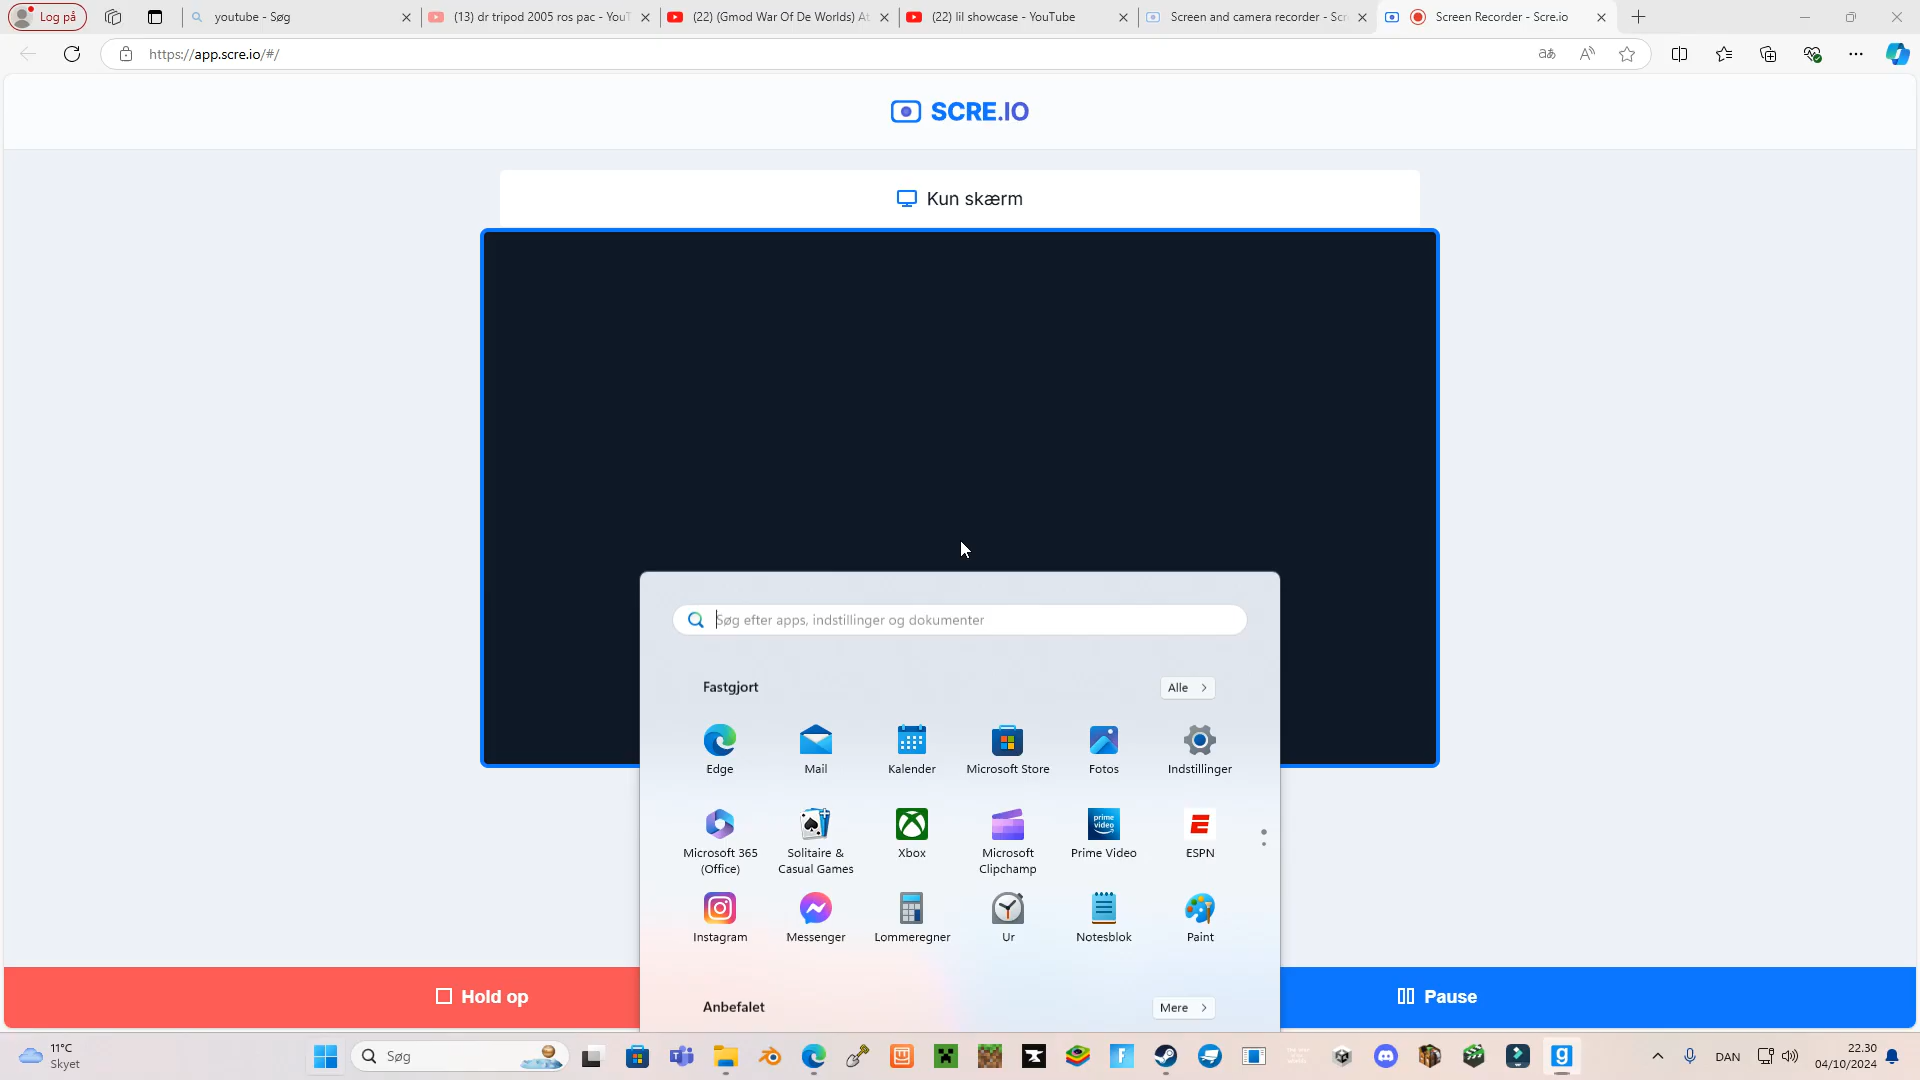 Log på
youtube - Søg
(13) dr tripod 2005 ros pac - YouT
(22) (Gmod War Of De Worlds) At
(22) lil showcase - YouTube
Screen and camera recorder - Scr
Screen Recorder - Scre.io
https://app.scre.io/#/
SCRE.IO
Kun skærm
Søg efter apps, indstillinger og dokumenter
Fastgjort
Alle
Edge
Mail
Kalender
Microsoft Store
Fotos
Indstillinger
prime
video
Microsoft 365
(Office)
Solitaire &
Casual Games
Xbox
Microsoft
Clipchamp
Prime Video
ESPN
Instagram
Messenger
Lommeregner
Ur
Notesblok
Paint
Hold op
Pause
Anbefalet
Mere
11°C
Skyet
Søg
DAN
22.30
04/10/2024